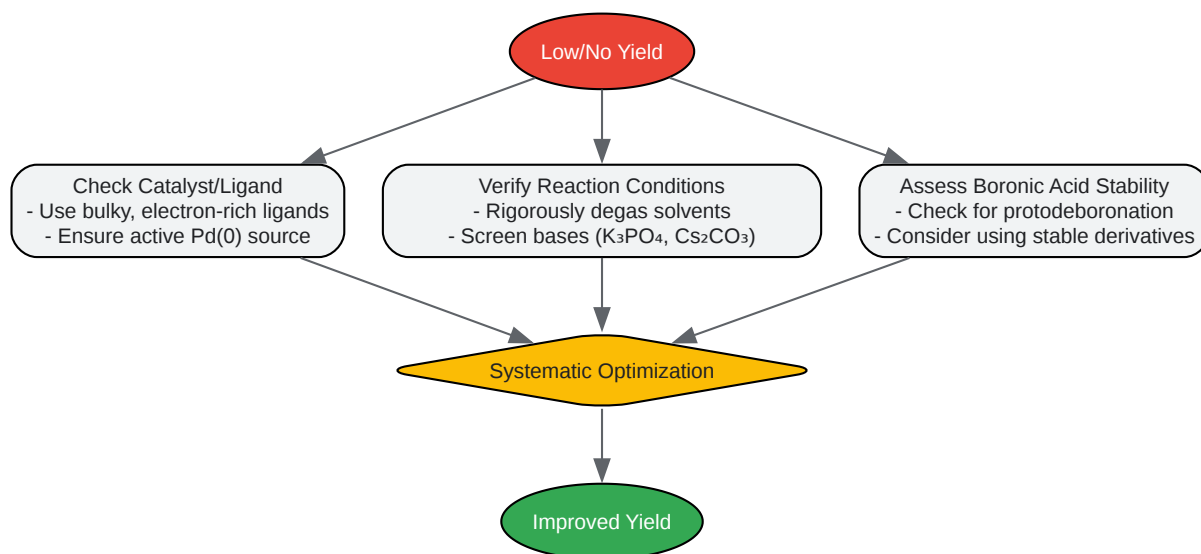 Low/No Yield
Check Catalyst/Ligand
- Use bulky, electron-rich ligands
- Ensure active Pd(0) source
Verify Reaction Conditions
- Rigorously degas solvents
- Screen bases (K₃PO₄, Cs₂CO₃)
Assess Boronic Acid Stability
- Check for protodeboronation
- Consider using stable derivatives
Systematic Optimization
Improved Yield